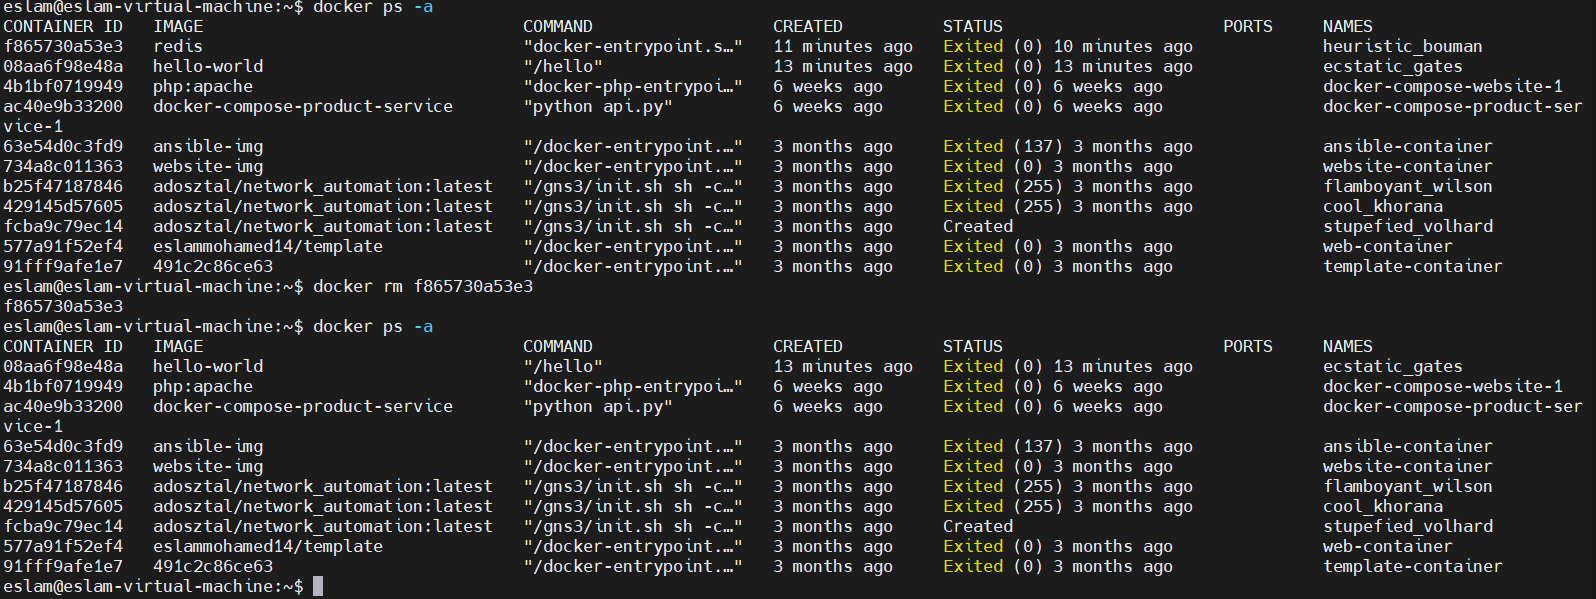 eslam@eslam-virtual-machine:~$ docker ps -a
CONTAINER ID   IMAGE                                COMMAND                  CREATED          STATUS                      PORTS     NAMES
f865730a53e3   redis                                "docker-entrypoint.s…"   11 minutes ago   Exited (0) 10 minutes ago             heuristic_bouman
08aa6f98e48a   hello-world                          "/hello"                 13 minutes ago   Exited (0) 13 minutes ago             ecstatic_gates
4b1bf0719949   php:apache                           "docker-php-entrypoi…"   6 weeks ago      Exited (0) 6 weeks ago                docker-compose-website-1
ac40e9b33200   docker-compose-product-service       "python api.py"          6 weeks ago      Exited (0) 6 weeks ago                docker-compose-product-ser
vice-1
63e54d0c3fd9   ansible-img                          "/docker-entrypoint.…"   3 months ago     Exited (137) 3 months ago             ansible-container
734a8c011363   website-img                          "/docker-entrypoint.…"   3 months ago     Exited (0) 3 months ago               website-container
b25f47187846   adosztal/network_automation:latest   "/gns3/init.sh sh -c…"   3 months ago     Exited (255) 3 months ago             flamboyant_wilson
429145d57605   adosztal/network_automation:latest   "/gns3/init.sh sh -c…"   3 months ago     Exited (255) 3 months ago             cool_khorana
fcba9c79ec14   adosztal/network_automation:latest   "/gns3/init.sh sh -c…"   3 months ago     Created                               stupefied_volhard
577a91f52ef4   eslammohamed14/template              "/docker-entrypoint.…"   3 months ago     Exited (0) 3 months ago               web-container
91fff9afe1e7   491c2c86ce63                         "/docker-entrypoint.…"   3 months ago     Exited (0) 3 months ago               template-container
eslam@eslam-virtual-machine:~$ docker rm f865730a53e3
f865730a53e3
eslam@eslam-virtual-machine:~$ docker ps -a
CONTAINER ID   IMAGE                                COMMAND                  CREATED          STATUS                      PORTS     NAMES
08aa6f98e48a   hello-world                          "/hello"                 13 minutes ago   Exited (0) 13 minutes ago             ecstatic_gates
4b1bf0719949   php:apache                           "docker-php-entrypoi…"   6 weeks ago      Exited (0) 6 weeks ago                docker-compose-website-1
ac40e9b33200   docker-compose-product-service       "python api.py"          6 weeks ago      Exited (0) 6 weeks ago                docker-compose-product-ser
vice-1
63e54d0c3fd9   ansible-img                          "/docker-entrypoint.…"   3 months ago     Exited (137) 3 months ago             ansible-container
734a8c011363   website-img                          "/docker-entrypoint.…"   3 months ago     Exited (0) 3 months ago               website-container
b25f47187846   adosztal/network_automation:latest   "/gns3/init.sh sh -c…"   3 months ago     Exited (255) 3 months ago             flamboyant_wilson
429145d57605   adosztal/network_automation:latest   "/gns3/init.sh sh -c…"   3 months ago     Exited (255) 3 months ago             cool_khorana
fcba9c79ec14   adosztal/network_automation:latest   "/gns3/init.sh sh -c…"   3 months ago     Created                               stupefied_volhard
577a91f52ef4   eslammohamed14/template              "/docker-entrypoint.…"   3 months ago     Exited (0) 3 months ago               web-container
91fff9afe1e7   491c2c86ce63                         "/docker-entrypoint.…"   3 months ago     Exited (0) 3 months ago               template-container
eslam@eslam-virtual-machine:~$